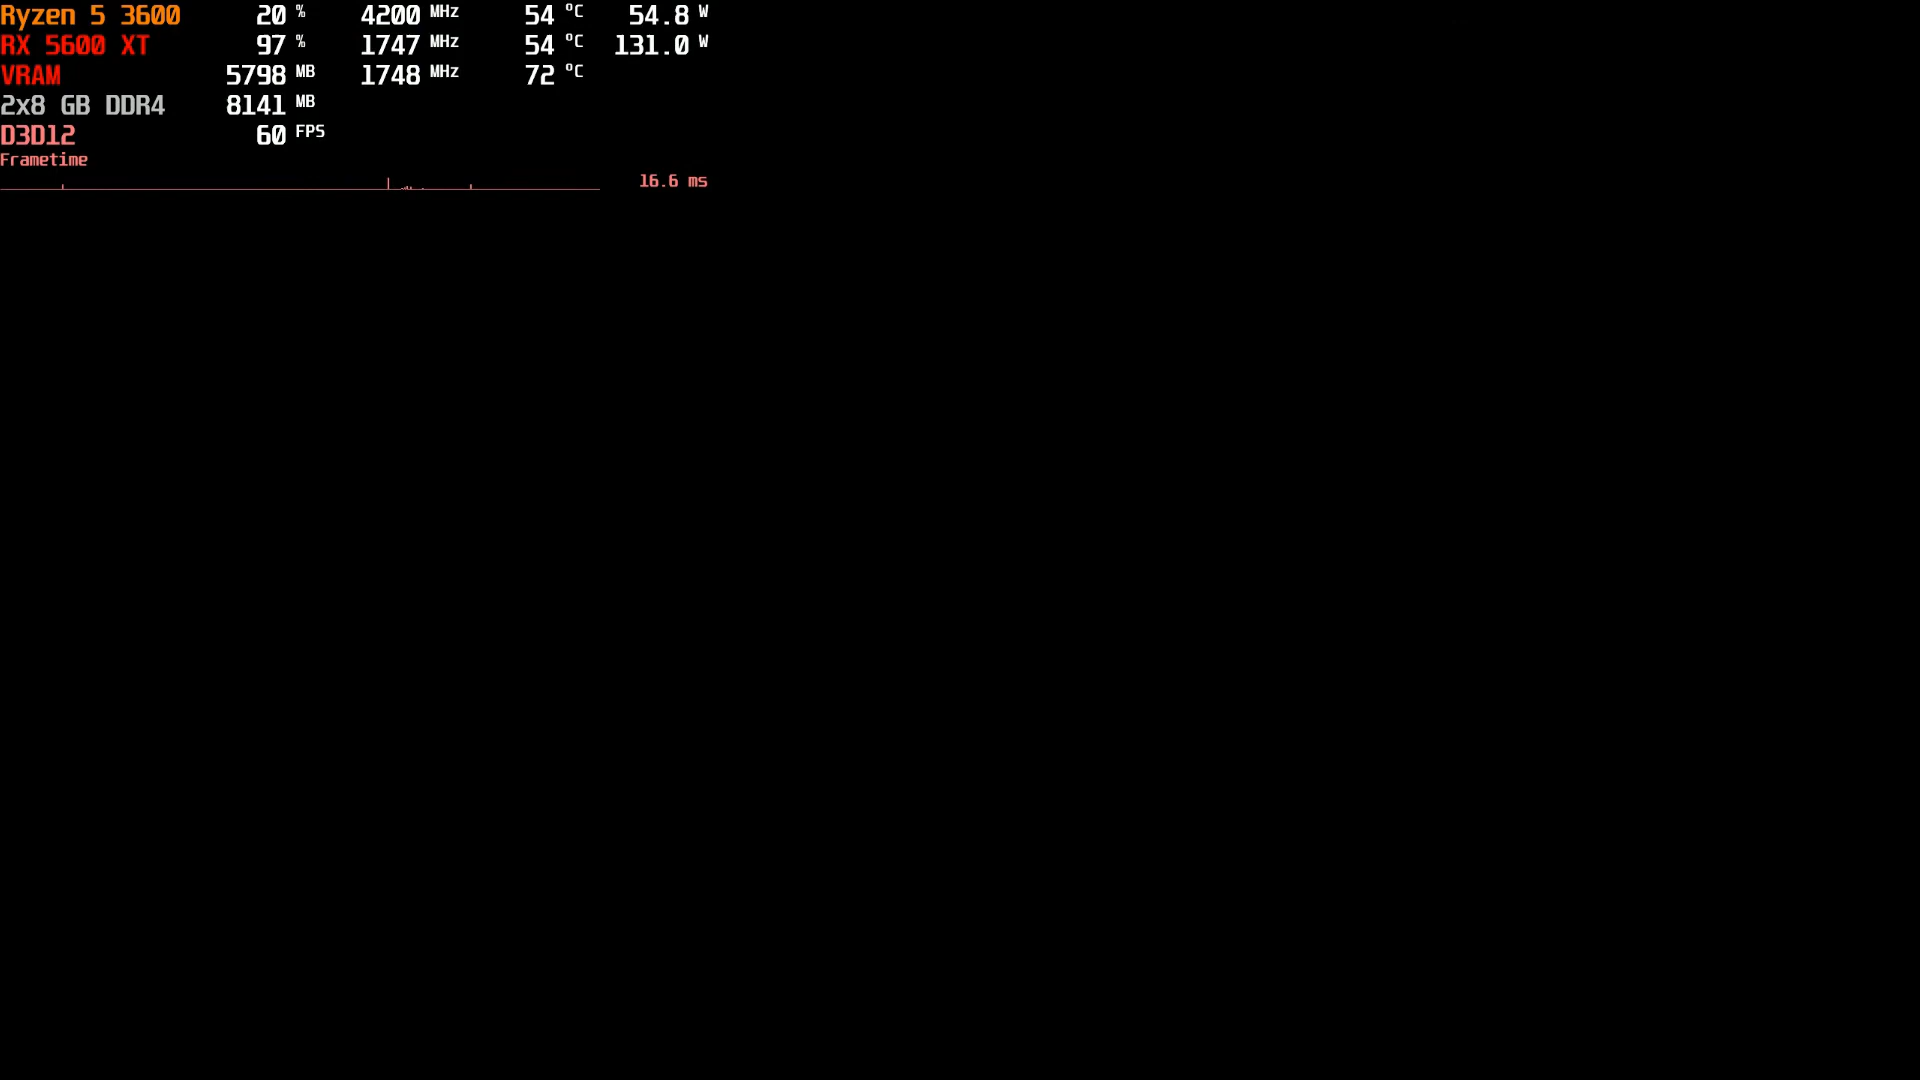 Ryzen 5 3600 20 % 4200 MHz 54 °C 54.8 W
RX 5600 XT 97 % 1747 MHz 54 °C 131.0 W
VRAM 5798 MB 1748 MHz 72 °C
2x8 GB DDR4 8141 MB
D3D12 60 FPS
Frametime
16.6 ms